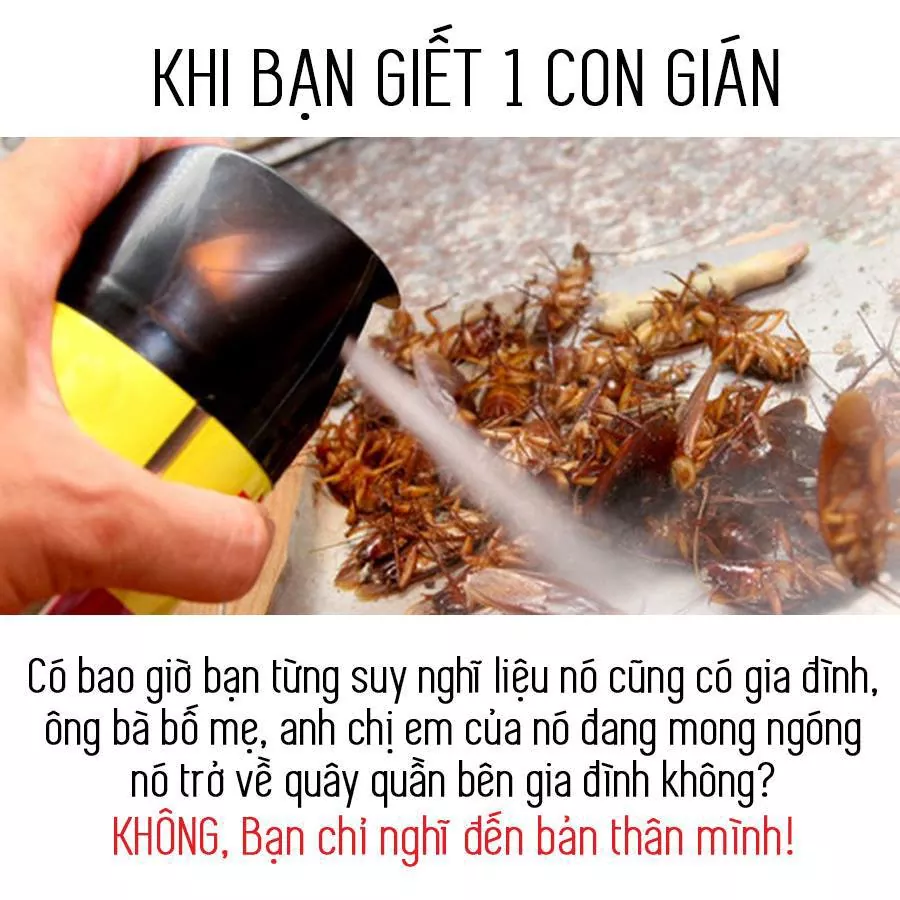 KHI BẠN GIẾT 1 CON GIÁN
Có bao giờ bạn từng suy nghĩ liệu nó cũng có gia đình,
ông bà bố mẹ, anh chị em của nó đang mong ngóng
nó trở về quây quần bên gia đình không?
KHÔNG, Bạn chỉ nghĩ đến bản thân mình!